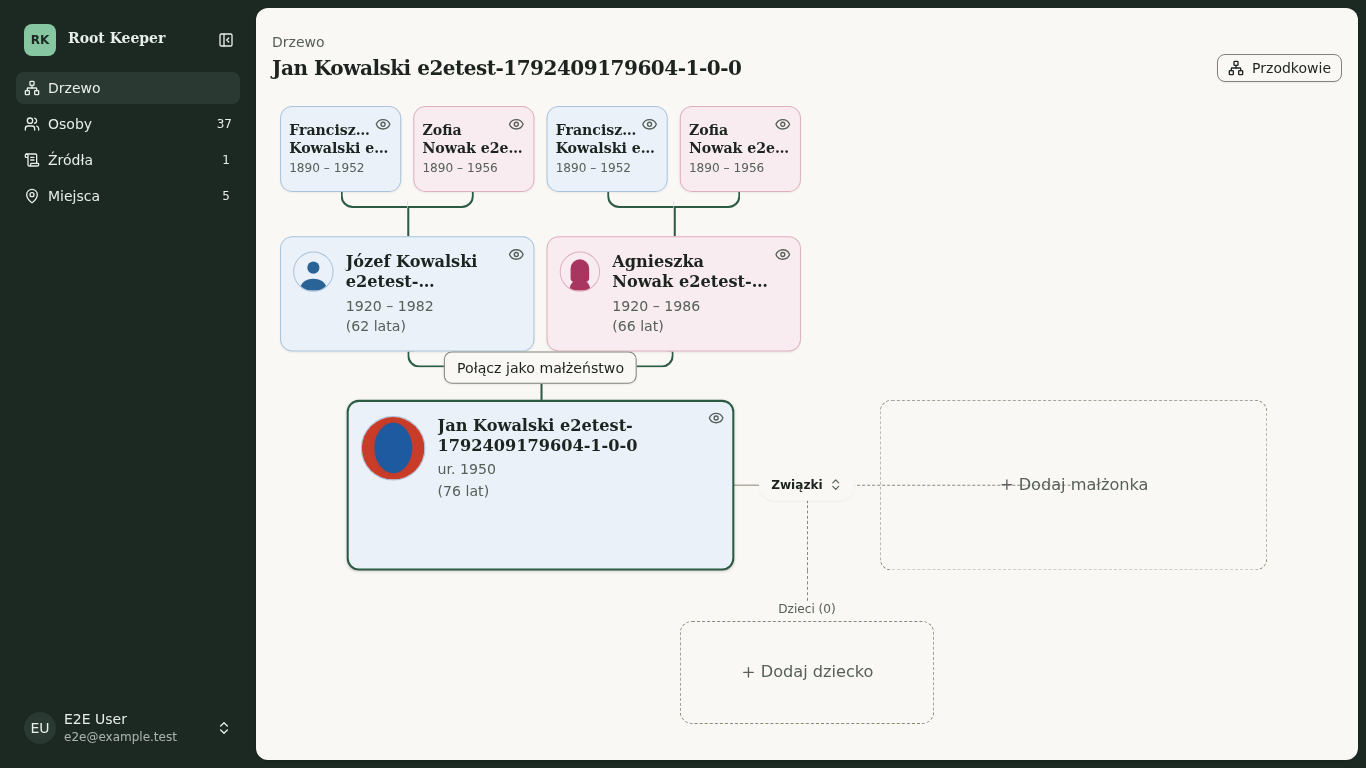 RK
Root Keeper
Drzewo
Osoby 37
Źródła 1
Miejsca 5
EU
E2E User
e2e@example.test
Drzewo
Jan Kowalski e2etest-1792409179604-1-0-0
Przodkowie
Francisz...
Kowalski e...
1890 – 1952
Zofia
Nowak e2e...
1890 – 1956
Francisz...
Kowalski e...
1890 – 1952
Zofia
Nowak e2e...
1890 – 1956
Józef Kowalski
e2etest-...
1920 – 1982
(62 lata)
Agnieszka
Nowak e2etest-...
1920 – 1986
(66 lat)
Połącz jako małżeństwo
Jan Kowalski e2etest-
1792409179604-1-0-0
ur. 1950
(76 lat)
Związki
+ Dodaj małżonka
Dzieci (0)
+ Dodaj dziecko